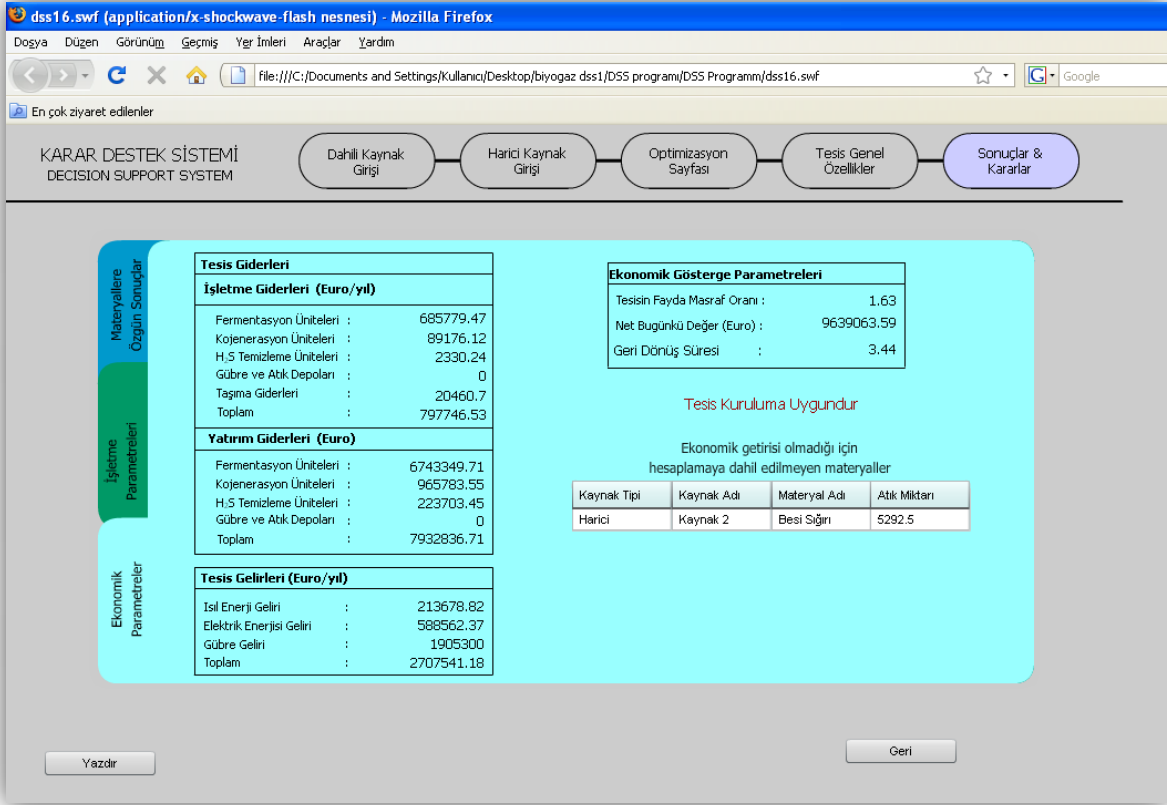 dss16.swf (application/x-shockwave-flash nesnesi) - Mozilla Firefox
Dosya Düzen Görünüm Geçmiş Yer İmleri Araçlar Yardım
file:///C:/Documents and Settings/Kullanıcı/Desktop/biyogaz dss1/DSS programı/DSS Programm/dss16.swf
G Google
En çok ziyaret edilenler
KARAR DESTEK SİSTEMİ
DECISION SUPPORT SYSTEM
Dahili Kaynak
Girişi
Harici Kaynak
Girişi
Optimizasyon
Sayfası
Tesis Genel
Özellikler
Sonuçlar &
Kararlar
Materyallere
Özgün Sonuçlar
İşletme
Parametreleri
Ekonomik
Parametreler
Tesis Giderleri
İşletme Giderleri (Euro/yıl)
Fermentasyon Üniteleri : 685779.47
Kojenerasyon Üniteleri : 89176.12
H₂S Temizleme Üniteleri : 2330.24
Gübre ve Atık Depoları : 0
Taşıma Giderleri : 20460.7
Toplam : 797746.53
Yatırım Giderleri (Euro)
Fermentasyon Üniteleri : 6743349.71
Kojenerasyon Üniteleri : 965783.55
H₂S Temizleme Üniteleri : 223703.45
Gübre ve Atık Depoları : 0
Toplam : 7932836.71
Tesis Gelirleri (Euro/yıl)
Isıl Enerji Geliri : 213678.82
Elektrik Enerjisi Geliri : 588562.37
Gübre Geliri : 1905300
Toplam : 2707541.18
Ekonomik Gösterge Parametreleri
Tesisin Fayda Masraf Oranı : 1.63
Net Bugünkü Değer (Euro) : 9639063.59
Geri Dönüş Süresi : 3.44
Tesis Kuruluma Uygundur
Ekonomik getirisi olmadığı için
hesaplamaya dahil edilmeyen materyaller
Kaynak Tipi Kaynak Adı Materyal Adı Atık Miktarı
Harici Kaynak 2 Besi Sığırı 5292.5
Yazdır
Geri